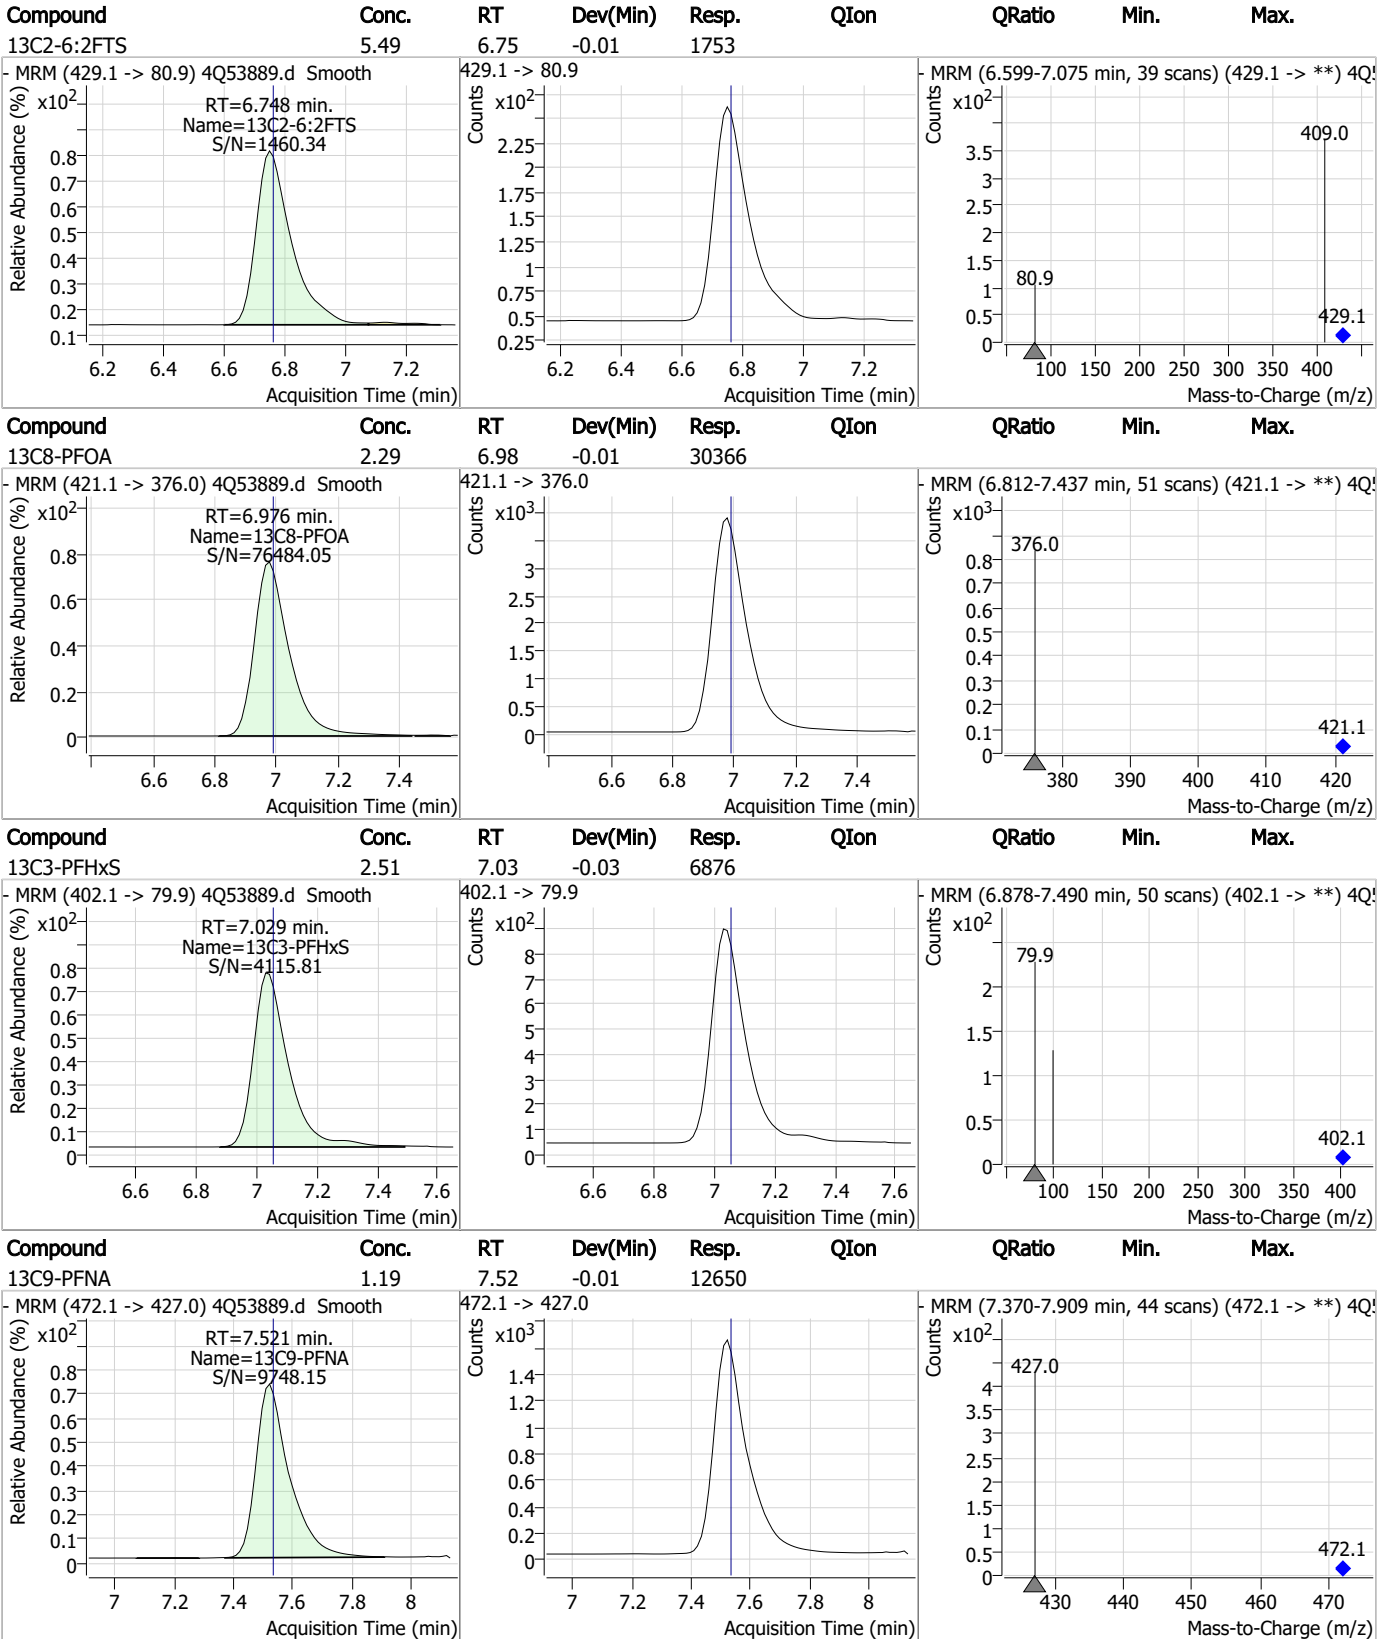 Compound Conc. RT Dev(Min) Resp. QIon QRatio Min. Max.
13C2-6:2FTS 5.49 6.75 -0.01 1753
- MRM (429.1 -> 80.9) 4Q53889.d Smooth
429.1 -> 80.9
- MRM (6.599-7.075 min, 39 scans) (429.1 -> **) 4Q5
Relative Abundance (%)
x10²
RT=6.748 min.
Name=13C2-6:2FTS
S/N=1460.34
0.8
0.7
0.6
0.5
0.4
0.3
0.2
0.1
6.2 6.4 6.6 6.8 7 7.2
Acquisition Time (min)
Counts
x10²
2.25
2
1.75
1.5
1.25
1
0.75
0.5
0.25
6.2 6.4 6.6 6.8 7 7.2
Acquisition Time (min)
Counts
x10²
409.0
3.5
3
2.5
2
1.5
1
0.5
0
80.9
429.1
100 150 200 250 300 350 400
Mass-to-Charge (m/z)
Compound Conc. RT Dev(Min) Resp. QIon QRatio Min. Max.
13C8-PFOA 2.29 6.98 -0.01 30366
- MRM (421.1 -> 376.0) 4Q53889.d Smooth
421.1 -> 376.0
- MRM (6.812-7.437 min, 51 scans) (421.1 -> **) 4Q5
Relative Abundance (%)
x10²
RT=6.976 min.
Name=13C8-PFOA
S/N=76484.05
0.8
0.6
0.4
0.2
0
6.6 6.8 7 7.2 7.4
Acquisition Time (min)
Counts
x10³
3
2.5
2
1.5
1
0.5
0
6.6 6.8 7 7.2 7.4
Acquisition Time (min)
Counts
x10³
376.0
0.8
0.7
0.6
0.5
0.4
0.3
0.2
0.1
0
421.1
380 390 400 410 420
Mass-to-Charge (m/z)
Compound Conc. RT Dev(Min) Resp. QIon QRatio Min. Max.
13C3-PFHxS 2.51 7.03 -0.03 6876
- MRM (402.1 -> 79.9) 4Q53889.d Smooth
402.1 -> 79.9
- MRM (6.878-7.490 min, 50 scans) (402.1 -> **) 4Q5
Relative Abundance (%)
x10²
RT=7.029 min.
Name=13C3-PFHxS
S/N=4115.81
0.8
0.7
0.6
0.5
0.4
0.3
0.2
0.1
0
6.6 6.8 7 7.2 7.4 7.6
Acquisition Time (min)
Counts
x10²
8
7
6
5
4
3
2
1
0
6.6 6.8 7 7.2 7.4 7.6
Acquisition Time (min)
Counts
x10²
79.9
2
1.5
1
0.5
0
402.1
100 150 200 250 300 350 400
Mass-to-Charge (m/z)
Compound Conc. RT Dev(Min) Resp. QIon QRatio Min. Max.
13C9-PFNA 1.19 7.52 -0.01 12650
- MRM (472.1 -> 427.0) 4Q53889.d Smooth
472.1 -> 427.0
- MRM (7.370-7.909 min, 44 scans) (472.1 -> **) 4Q5
Relative Abundance (%)
x10²
RT=7.521 min.
Name=13C9-PFNA
S/N=9748.15
0.8
0.7
0.6
0.5
0.4
0.3
0.2
0.1
0
7 7.2 7.4 7.6 7.8 8
Acquisition Time (min)
Counts
x10³
1.4
1.2
1
0.8
0.6
0.4
0.2
0
7 7.2 7.4 7.6 7.8 8
Acquisition Time (min)
Counts
x10²
427.0
4
3.5
3
2.5
2
1.5
1
0.5
0
472.1
430 440 450 460 470
Mass-to-Charge (m/z)